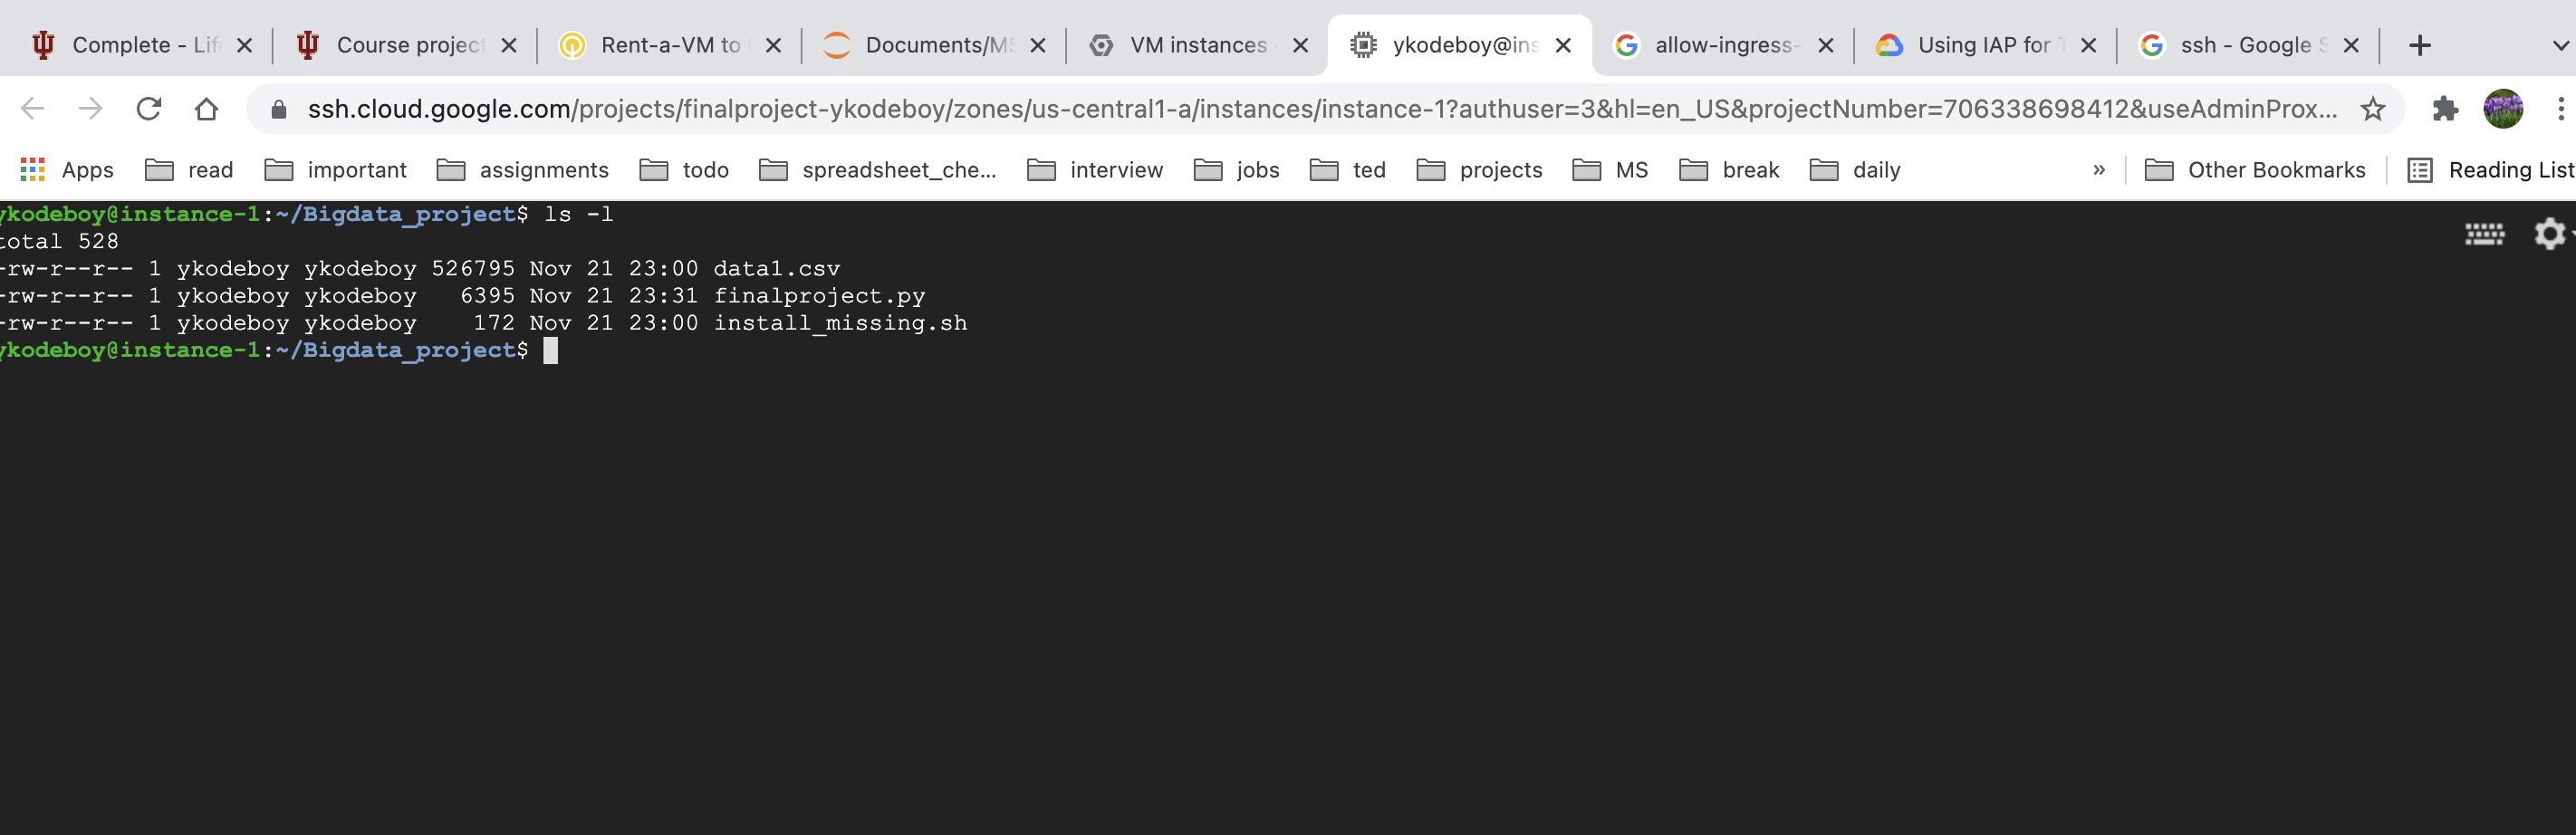 Complete - Lif
Course project
Rent-a-VM to
Documents/MS
VM instances
ykodeboy@ins
allow-ingress-
Using IAP for T
ssh - Google S
ssh.cloud.google.com/projects/finalproject-ykodeboy/zones/us-central1-a/instances/instance-1?authuser=3&hl=en_US&projectNumber=706338698412&useAdminProx...
Apps read important assignments todo spreadsheet_che... interview jobs ted projects MS break daily » Other Bookmarks Reading List
ykodeboy@instance-1:~/Bigdata_project$ ls -l
total 528
-rw-r--r-- 1 ykodeboy ykodeboy 526795 Nov 21 23:00 data1.csv
-rw-r--r-- 1 ykodeboy ykodeboy   6395 Nov 21 23:31 finalproject.py
-rw-r--r-- 1 ykodeboy ykodeboy    172 Nov 21 23:00 install_missing.sh
ykodeboy@instance-1:~/Bigdata_project$